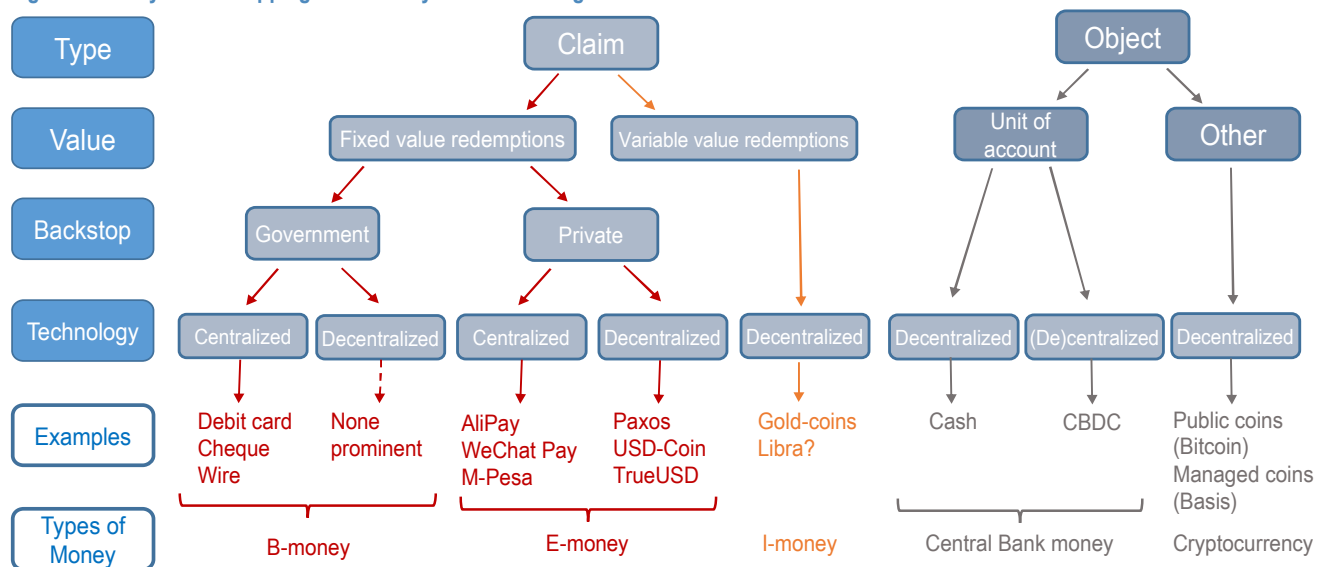 Type
Claim
Object
Value
Fixed value redemptions
Variable value redemptions
Unit of
account
Other
Backstop
Government
Private
Technology
Centralized
Decentralized
Centralized
Decentralized
Decentralized
Decentralized
(De)centralized
Decentralized
Examples
Debit card
Cheque
Wire
None
prominent
AliPay
WeChat Pay
M-Pesa
Paxos
USD-Coin
TrueUSD
Gold-coins
Libra?
Cash
CBDC
Public coins
(Bitcoin)
Managed coins
(Basis)
Types of
Money
B-money
E-money
I-money
Central Bank money
Cryptocurrency